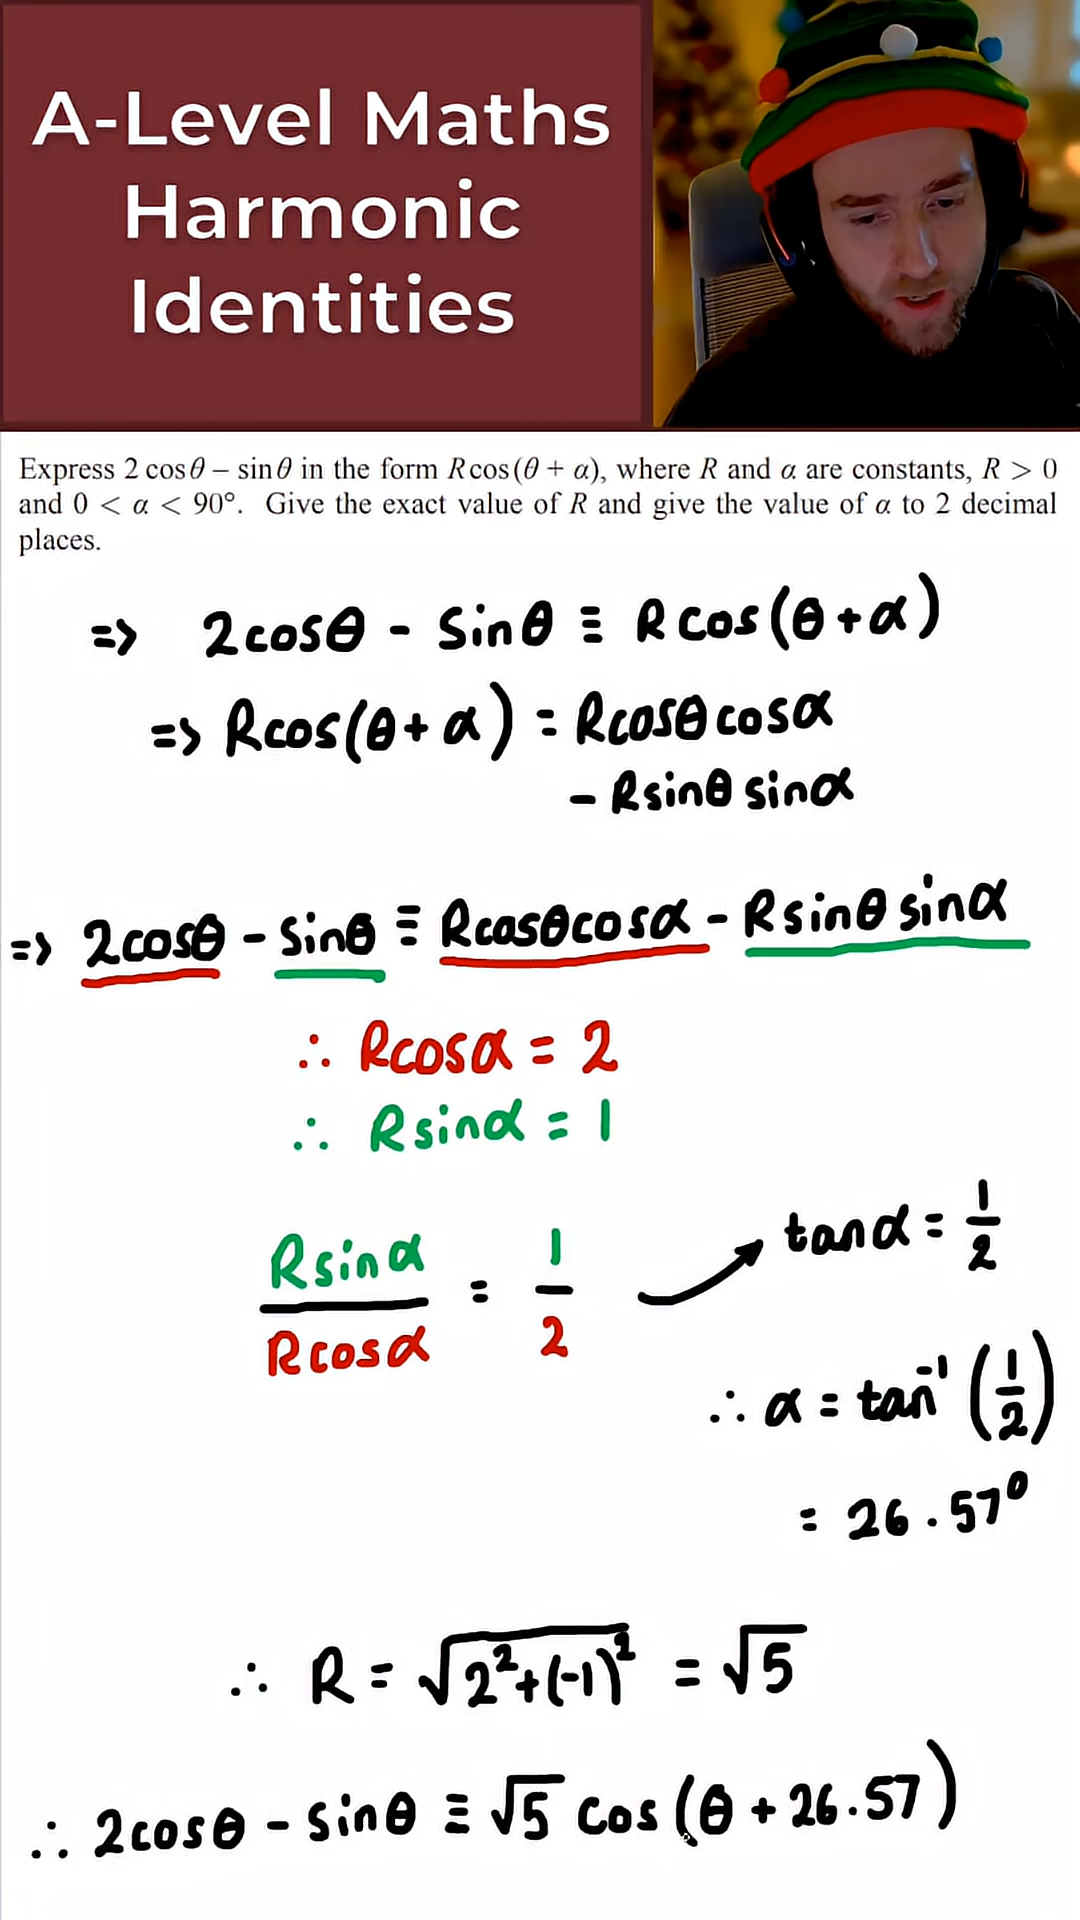 A-Level Maths
Harmonic
Identities
Express 2 cos θ – sin θ in the form R cos (θ + α), where R and α are constants, R > 0
and 0 < α < 90°. Give the exact value of R and give the value of α to 2 decimal
places.
=> 2cosθ - sinθ ≡ Rcos(θ+α)
=> Rcos(θ+α) = Rcosθcosα
- Rsinθ sinα
=> 2cosθ - sinθ ≡ Rcosθcosα - Rsinθ sinα
∴ Rcosα = 2
∴ Rsinα = 1
Rsinα / Rcosα = 1/2
tanα = 1/2
∴ α = tan⁻¹(1/2)
= 26.57°
∴ R = √(2²+(-1)²) = √5
∴ 2cosθ - sinθ ≡ √5 cos(θ + 26.57)